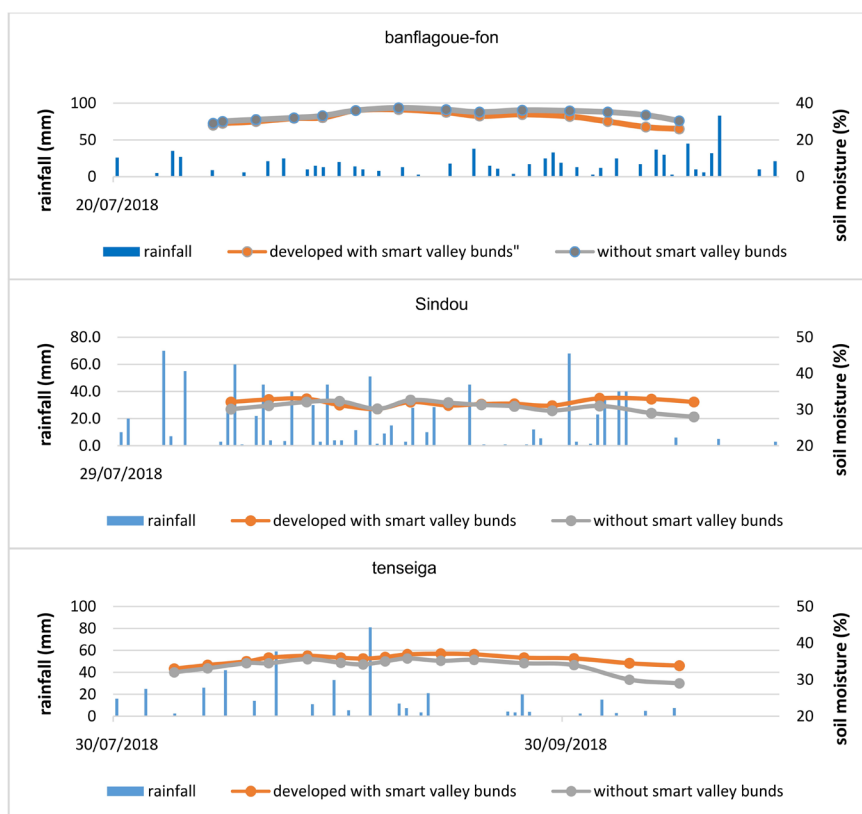 banflagoue-fon
rainfall (mm)
100
50
0
40
20
0
soil moisture (%)
20/07/2018
rainfall
developed with smart valley bunds"
without smart valley bunds
Sindou
rainfall (mm)
80.0
60.0
40.0
20.0
0.0
50
40
30
20
soil moisture (%)
29/07/2018
rainfall
developed with smart valley bunds
without smart valley bunds
tenseiga
rainfall (mm)
100
80
60
40
20
0
50
40
30
20
soil moisture (%)
30/07/2018
30/09/2018
rainfall
developed with smart valley bunds
without smart valley bunds